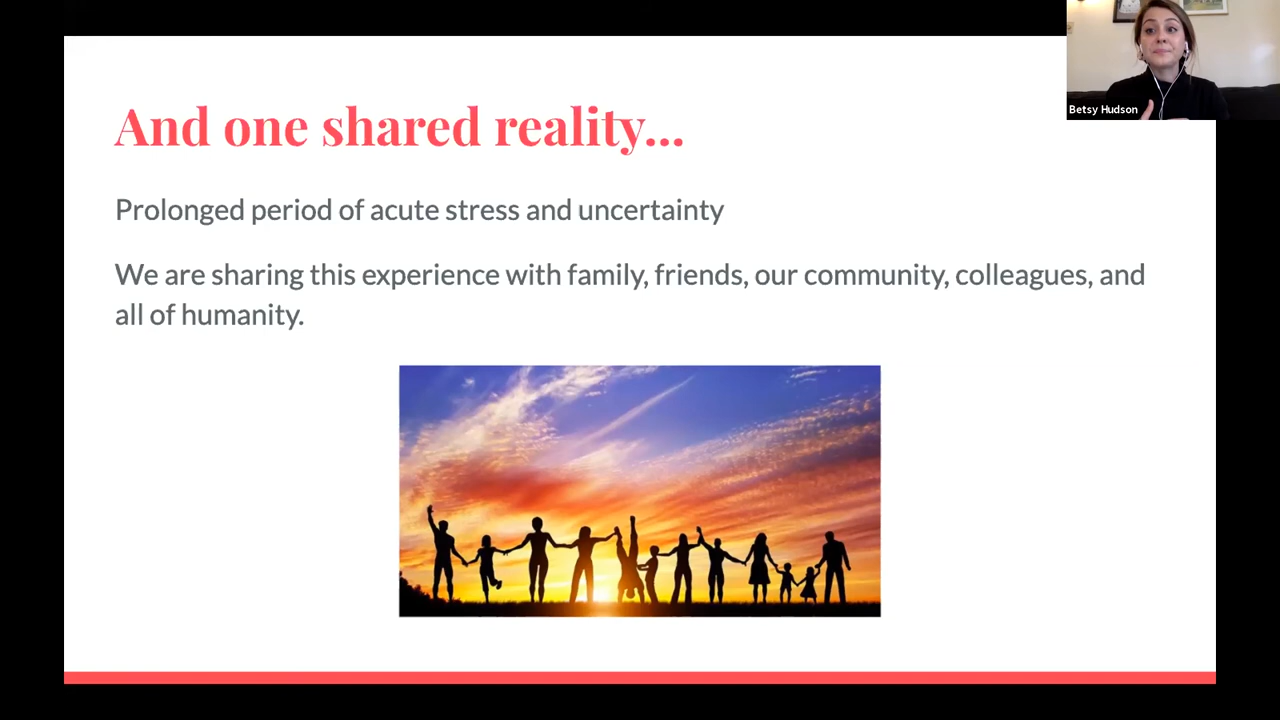 And one shared reality...
Prolonged period of acute stress and uncertainty
We are sharing this experience with family, friends, our community, colleagues, and
all of humanity.
Betsy Hudson